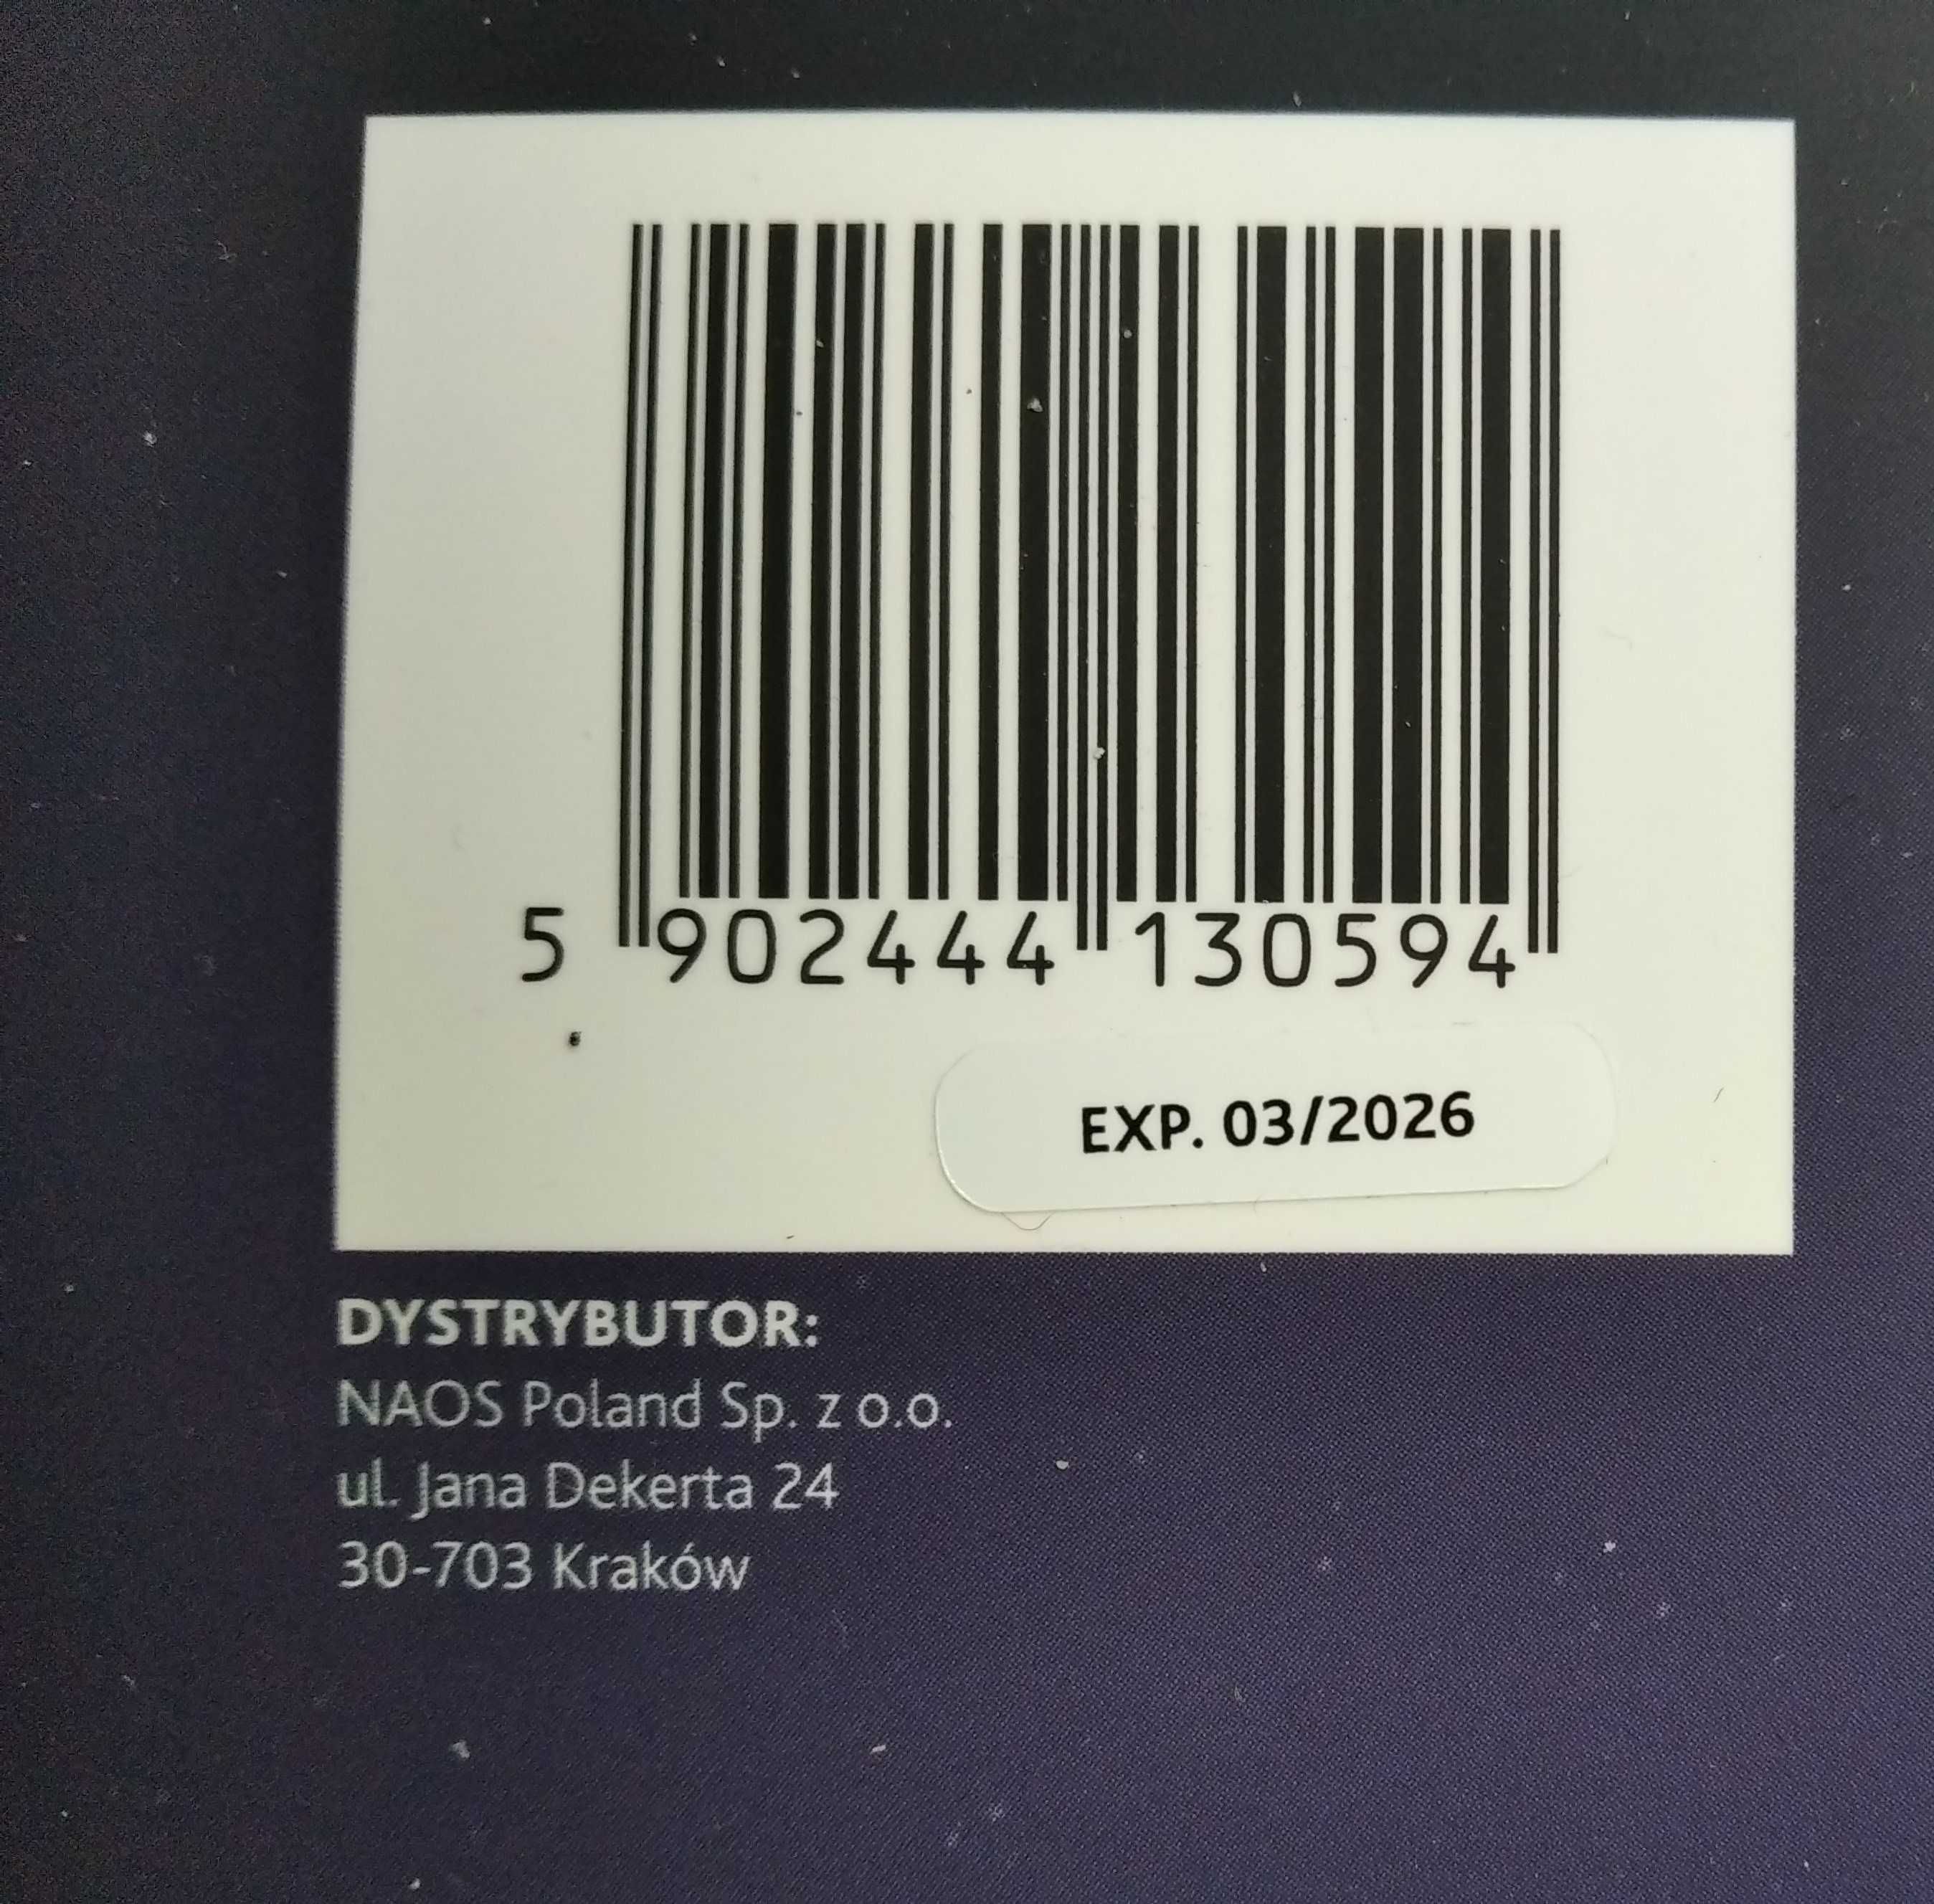 5 902444 130594
EXP. 03/2026
DYSTRYBUTOR:
NAOS Poland Sp. z o.o.
ul. Jana Dekerta 24
30-703 Kraków